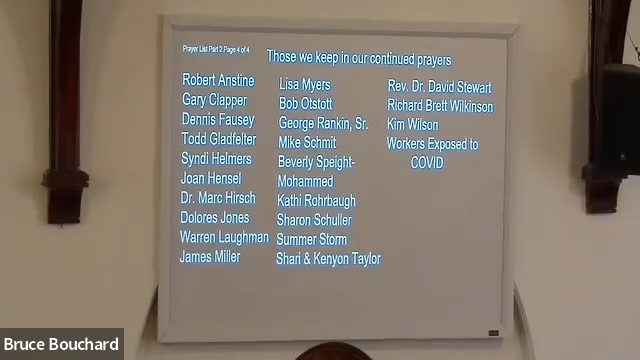 Prayer List Part 2 Page 4 of 4
Those we keep in our continued prayers
Robert Anstine
Gary Clapper
Dennis Fausey
Todd Gladfelter
Syndi Helmers
Joan Hensel
Dr. Marc Hirsch
Dolores Jones
Warren Laughman
James Miller
Lisa Myers
Bob Otstott
George Rankin, Sr.
Mike Schmit
Beverly Speight-
Mohammed
Kathi Rohrbaugh
Sharon Schuller
Summer Storm
Shari & Kenyon Taylor
Rev. Dr. David Stewart
Richard Brett Wilkinson
Kim Wilson
Workers Exposed to
COVID
Bruce Bouchard